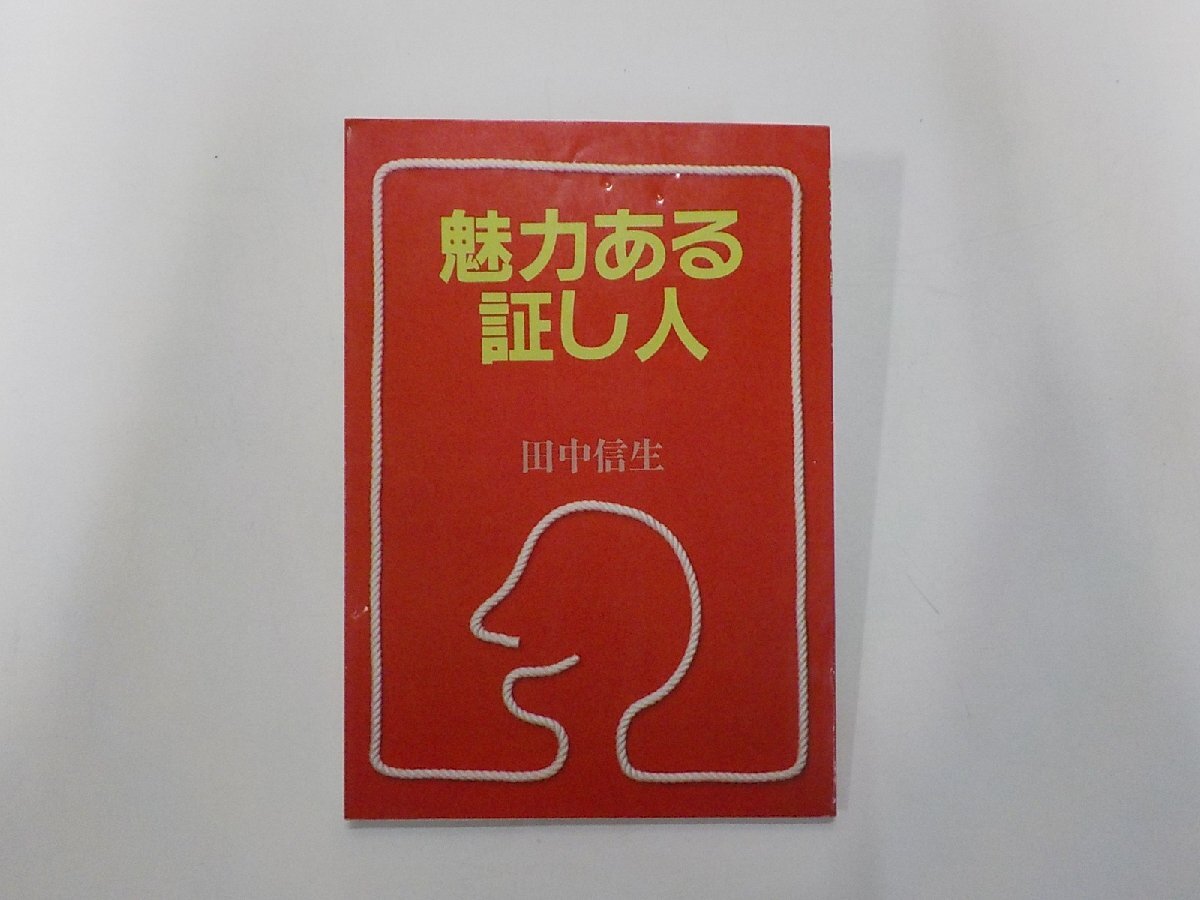 魅力ある
証し人
田中信生